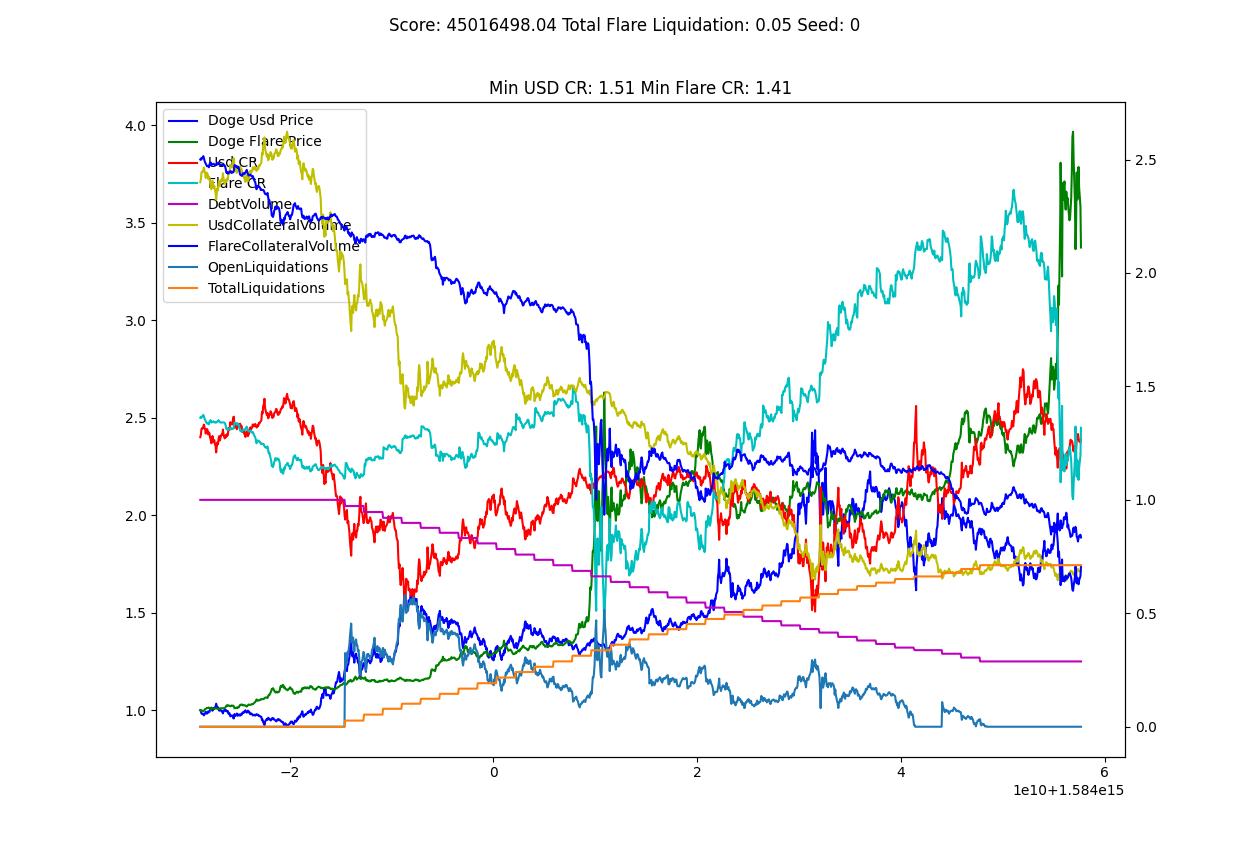 Score: 45016498.04 Total Flare Liquidation: 0.05 Seed: 0
Min USD CR: 1.51 Min Flare CR: 1.41
Doge Usd Price
Doge Flare Price
Usd CR
Flare CR
DebtVolume
UsdCollateralVolume
FlareCollateralVolume
OpenLiquidations
TotalLiquidations
4.0
3.5
3.0
2.5
2.0
1.5
1.0
2.5
2.0
1.5
1.0
0.5
0.0
−2
0
2
4
6
1e10+1.584e15